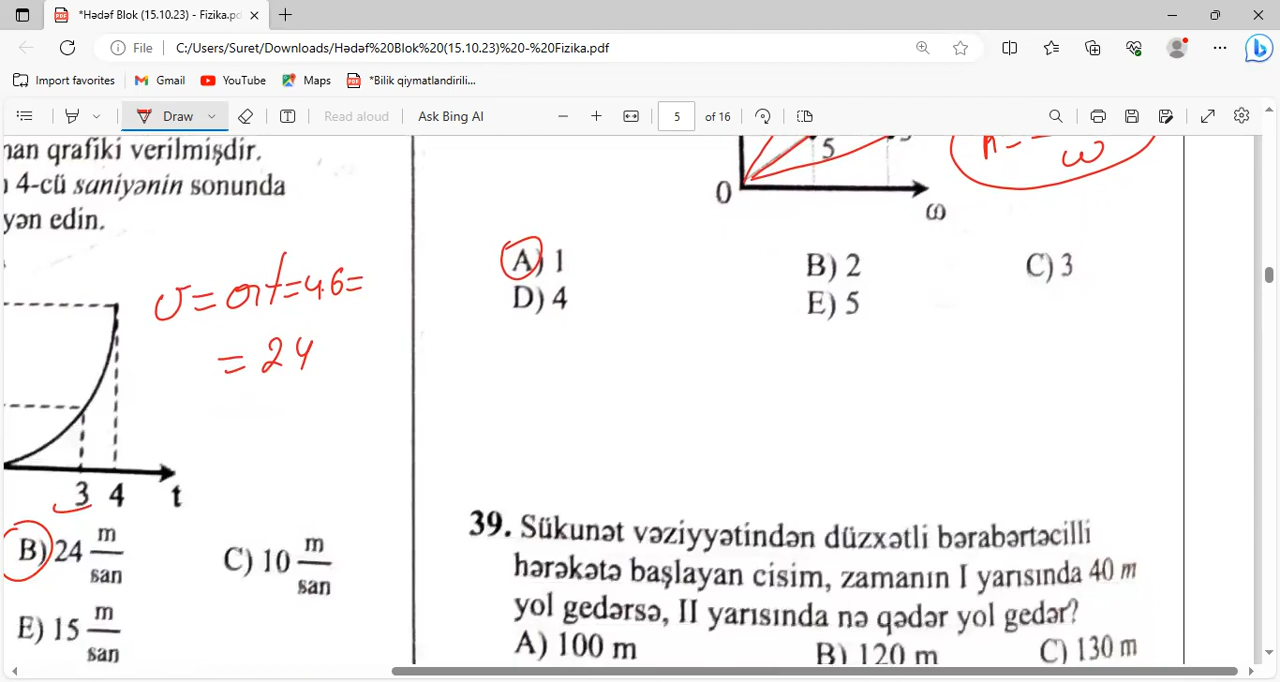 *Hədəf Blok (15.10.23) - Fizika.pd
File C:/Users/Suret/Downloads/Hədəf%20Blok%20(15.10.23)%20-%20Fizika.pdf
Import favorites Gmail YouTube Maps *Bilik qiymatlandirili...
Draw Read aloud Ask Bing AI 5 of 16
qrafiki verilmişdir.
4-cü saniyənin sonunda
edin.
= 4.6=
= 24
3 4 t
B) 24 m/san
C) 10 m/san
E) 15 m/san
5
0
ω
ω
A) 1 B) 2 C) 3
D) 4 E) 5
39. Sükunət vəziyyətindən düzxətli bərabərtəcilli
hərəkətə başlayan cisim, zamanın I yarısında 40 m
yol gedərsə, II yarısında nə qədər yol gedər?
A) 100 m B) 120 m C) 130 m